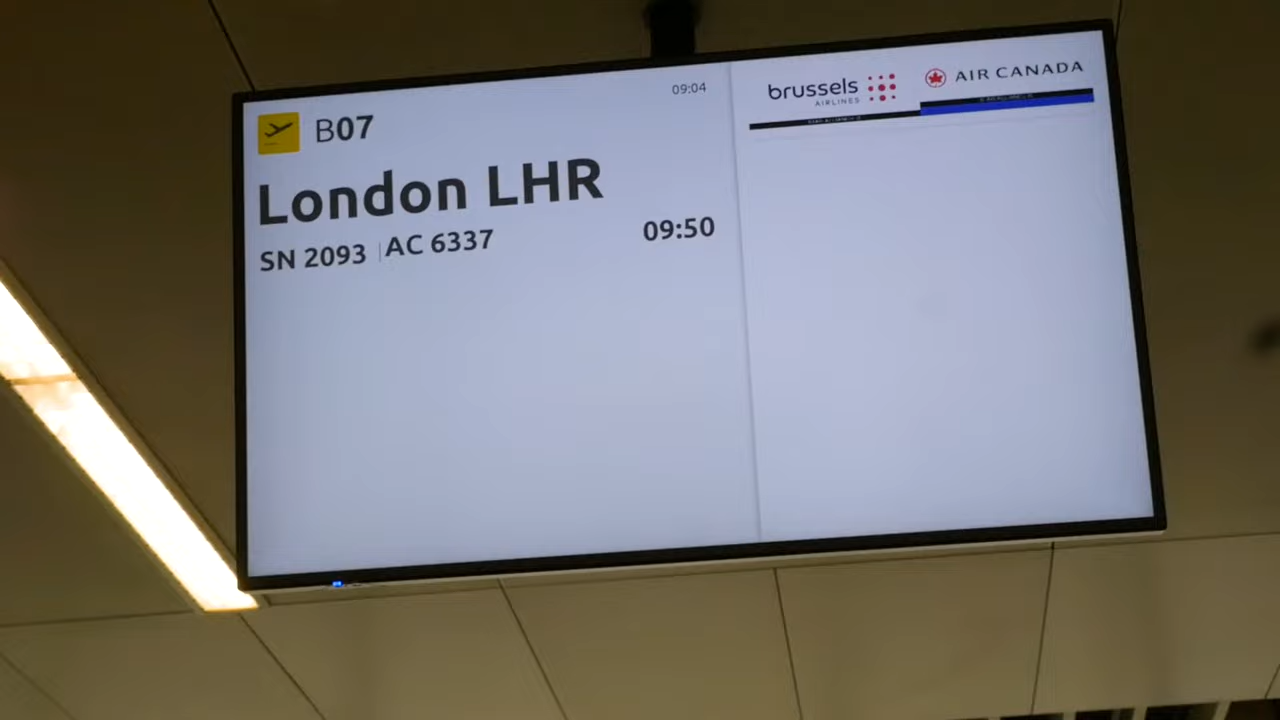 09:04
B07
London LHR
SN 2093 | AC 6337
09:50
brussels
AIRLINES
AIR CANADA